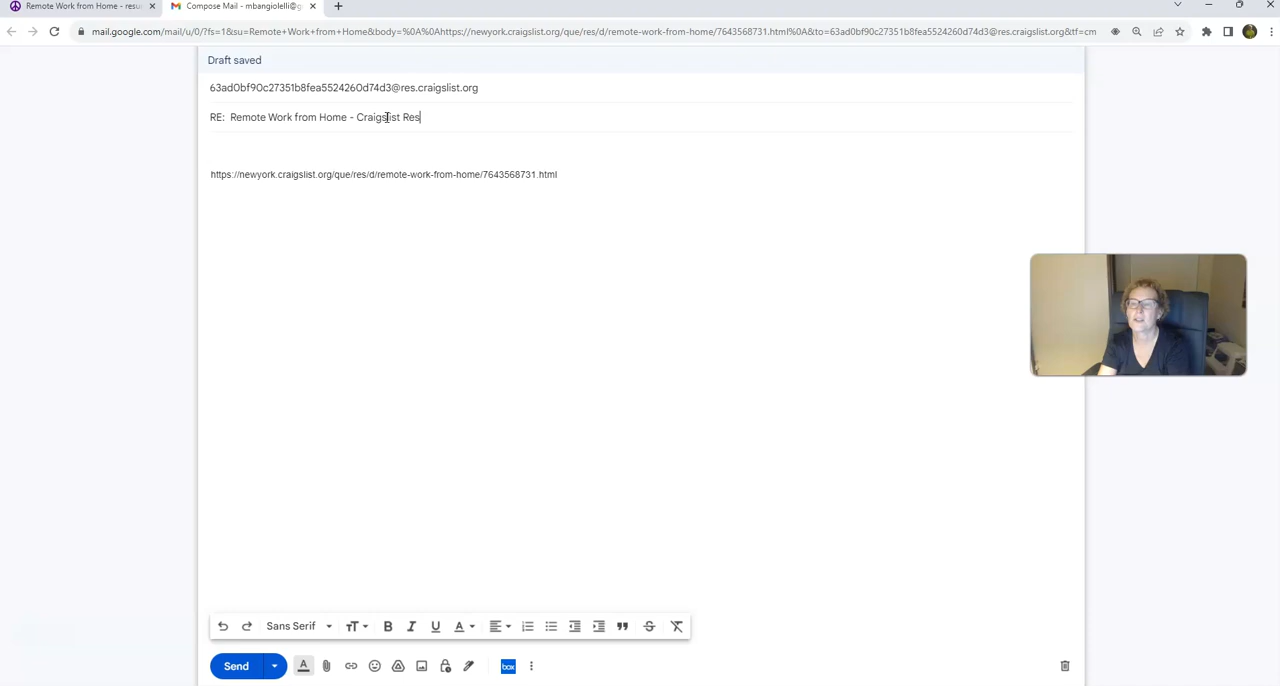 Remote Work from Home - resu
Compose Mail - mbangiolelli@g
mail.google.com/mail/u/0/?fs=1&su=Remote+Work+from+Home&body=%0A%0Ahttps://newyork.craigslist.org/que/res/d/remote-work-from-home/7643568731.html%0A&to=63ad0bf90c27351b8fea5524260d74d3@res.craigslist.org&tf=cm
Draft saved
63ad0bf90c27351b8fea5524260d74d3@res.craigslist.org
RE: Remote Work from Home - Craigslist Res
https://newyork.craigslist.org/que/res/d/remote-work-from-home/7643568731.html
Sans Serif
Send
box